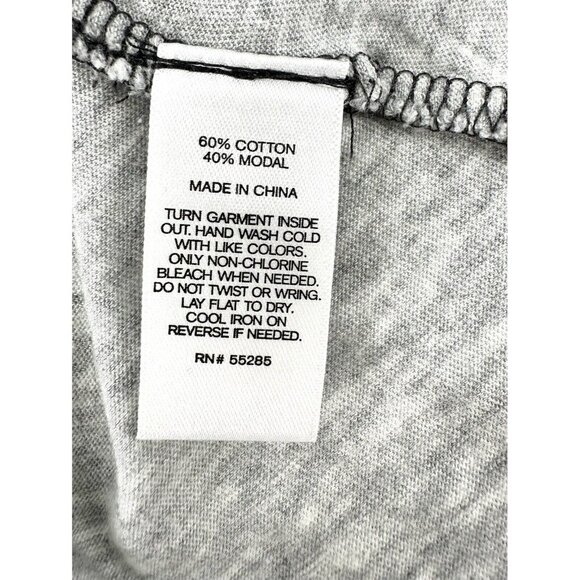 60% COTTON
40% MODAL
MADE IN CHINA
TURN GARMENT INSIDE
OUT. HAND WASH COLD
WITH LIKE COLORS.
ONLY NON-CHLORINE
BLEACH WHEN NEEDED.
DO NOT TWIST OR WRING.
LAY FLAT TO DRY.
COOL IRON ON
REVERSE IF NEEDED.
RN# 55285